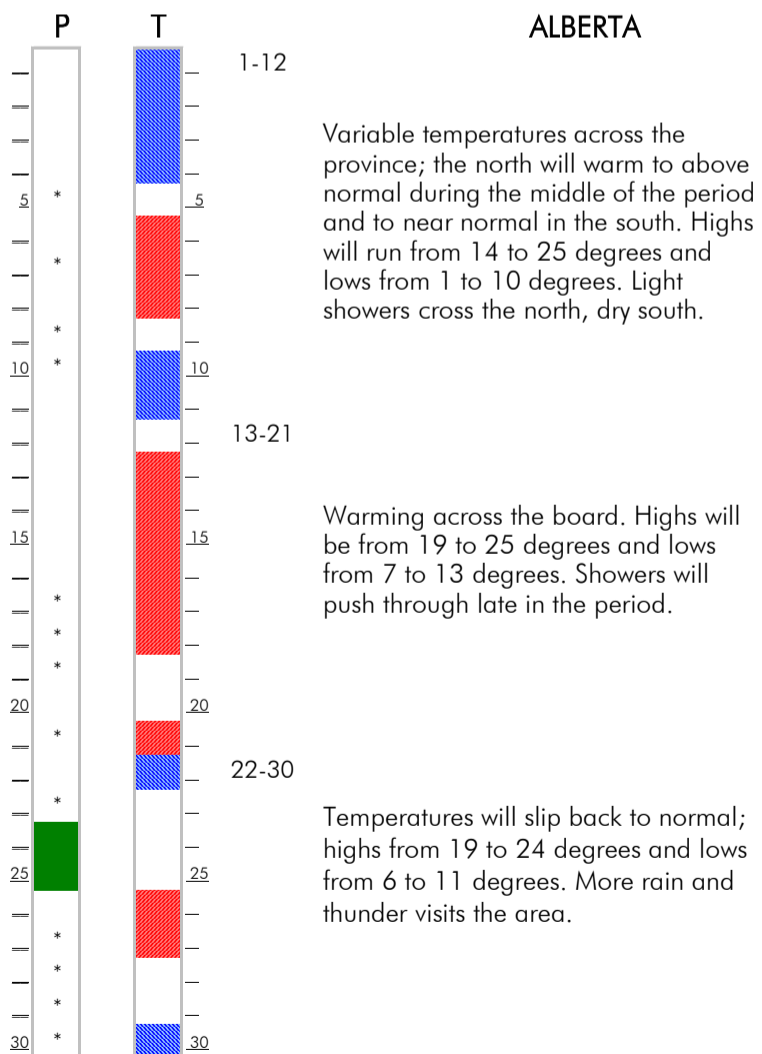 P T ALBERTA
1-12
Variable temperatures across the
province; the north will warm to above
normal during the middle of the period
5 * 5
and to near normal in the south. Highs
will run from 14 to 25 degrees and
*
lows from 1 to 10 degrees. Light
showers cross the north, dry south.
*
10 * 10
13-21
Warming across the board. Highs will
15 15
be from 19 to 25 degrees and lows
from 7 to 13 degrees. Showers will
*
push through late in the period.
*
*
20 20
*
22-30
*
Temperatures will slip back to normal;
highs from 19 to 24 degrees and lows
25 25
from 6 to 11 degrees. More rain and
thunder visits the area.
*
*
*
30 * 30